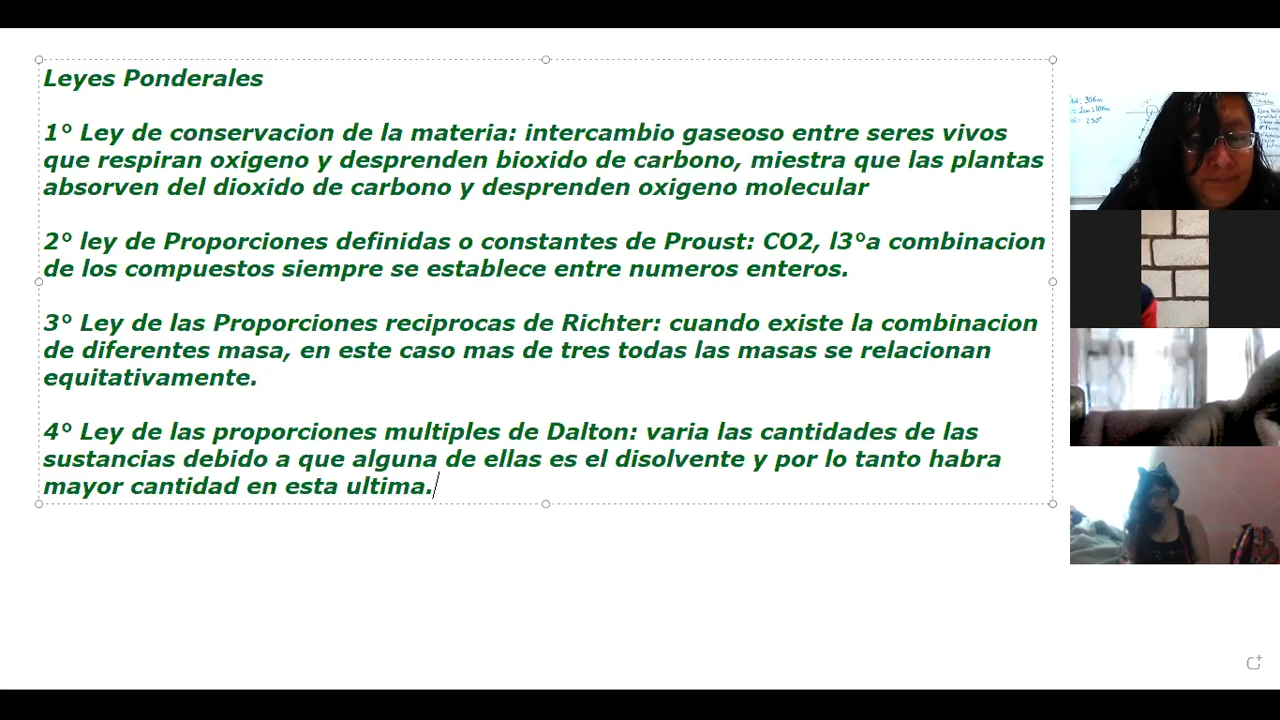 Leyes Ponderales
1° Ley de conservacion de la materia: intercambio gaseoso entre seres vivos
que respiran oxigeno y desprenden bioxido de carbono, miestra que las plantas
absorven del dioxido de carbono y desprenden oxigeno molecular
2° ley de Proporciones definidas o constantes de Proust: CO2, l3°a combinacion
de los compuestos siempre se establece entre numeros enteros.
3° Ley de las Proporciones reciprocas de Richter: cuando existe la combinacion
de diferentes masa, en este caso mas de tres todas las masas se relacionan
equitativamente.
4° Ley de las proporciones multiples de Dalton: varia las cantidades de las
sustancias debido a que alguna de ellas es el disolvente y por lo tanto habra
mayor cantidad en esta ultima.